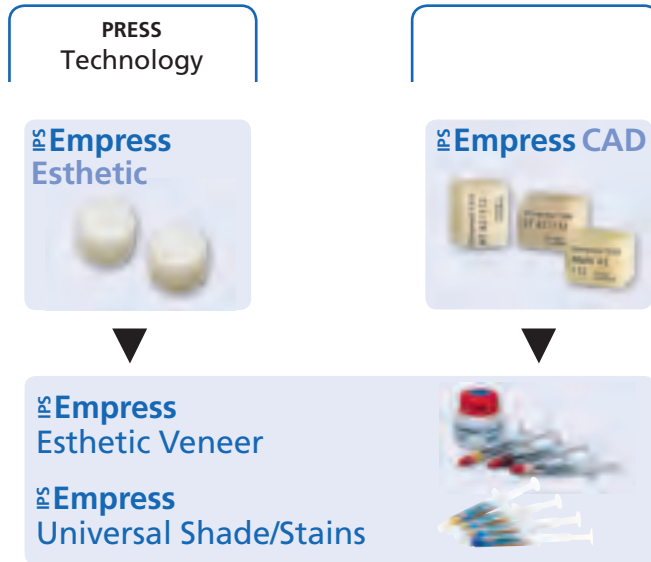 PRESS
Technology
IPS Empress
Esthetic
IPS Empress CAD
IPS Empress
Esthetic Veneer
IPS Empress
Universal Shade/Stains